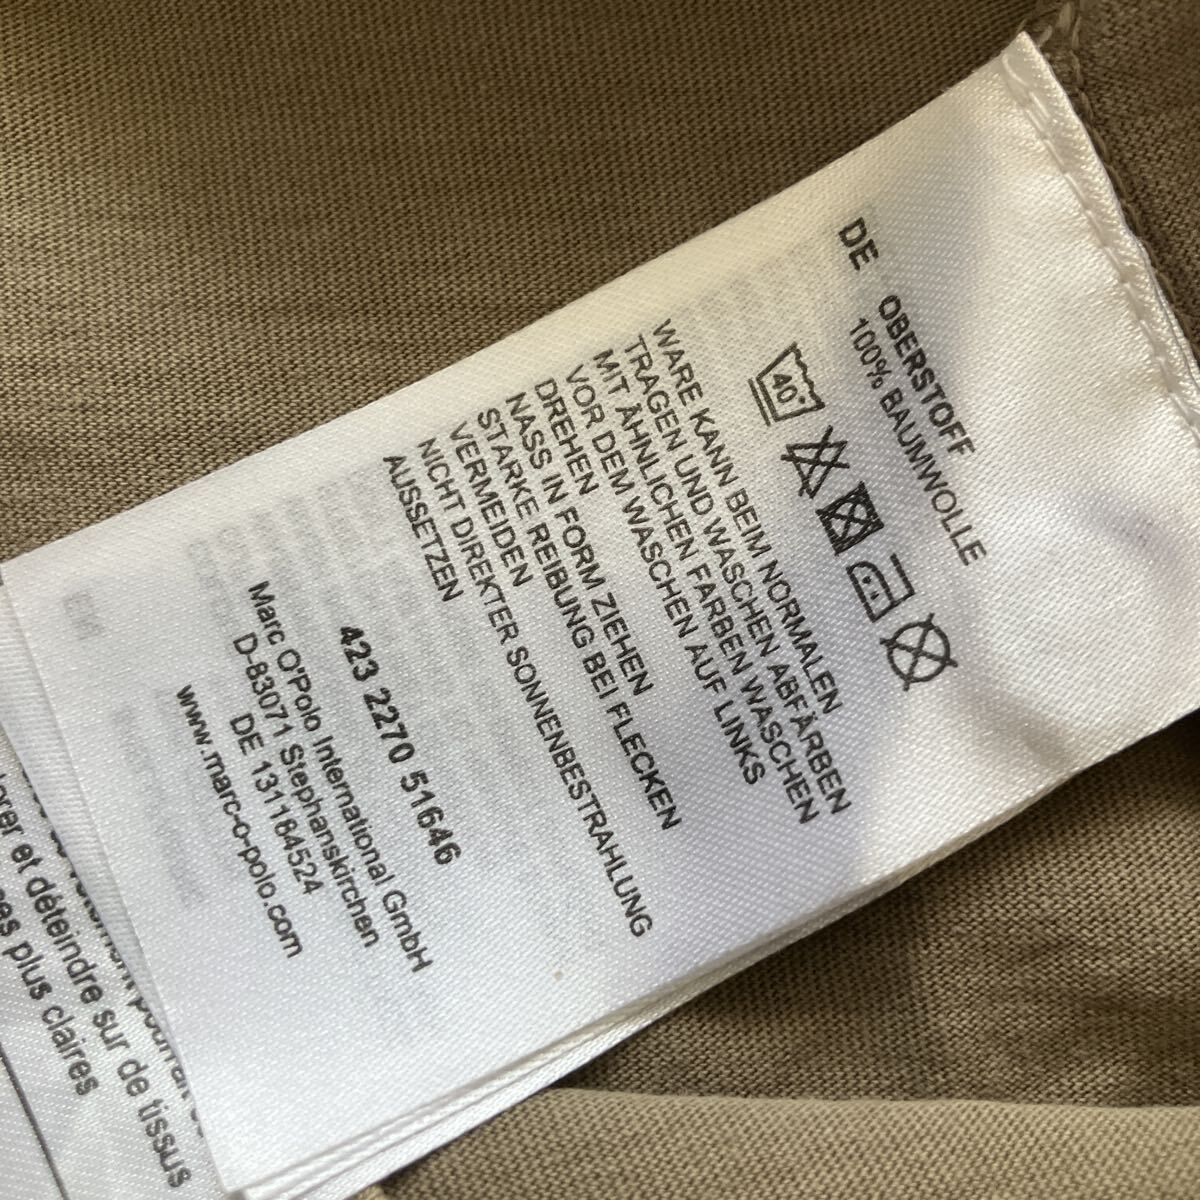 DE OBERSTOFF
100% BAUMWOLLE
40°
WARE KANN BEIM NORMALEN
TRAGEN UND WASCHEN ABFÄRBEN
MIT ÄHNLICHEN FARBEN WASCHEN
VOR DEM WASCHEN AUF LINKS
DREHEN
NASS IN FORM ZIEHEN
STARKE REIBUNG BEI FLECKEN
VERMEIDEN
NICHT DIREKTER SONNENBESTRAHLUNG
AUSSETZEN
423 2270 51646
Marc O'Polo International GmbH
D-83071 Stephanskirchen
DE 131184524
www.marc-o-polo.com
et déteindre sur de tissus
plus claires